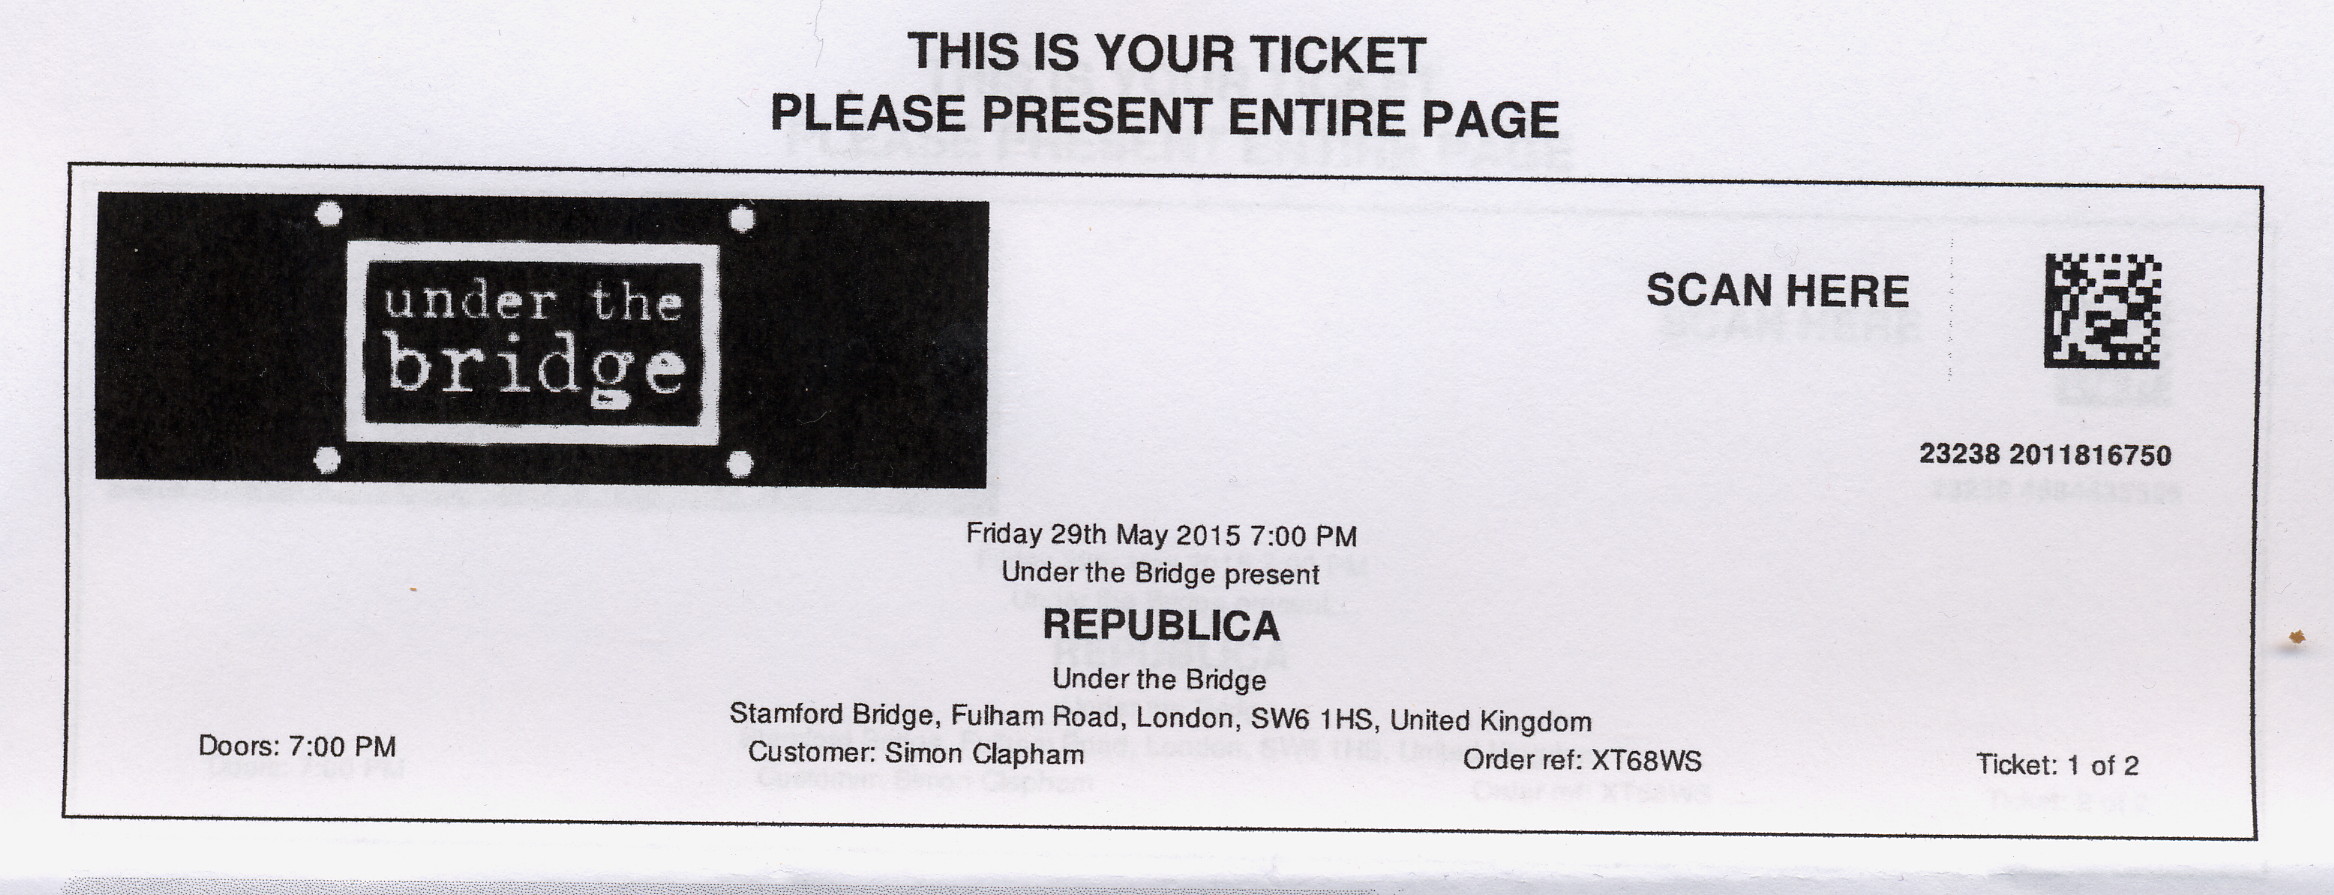 THIS IS YOUR TICKET
PLEASE PRESENT ENTIRE PAGE
under the
bridge
SCAN HERE
23238 2011816750
Friday 29th May 2015 7:00 PM
Under the Bridge present
REPUBLICA
Under the Bridge
Stamford Bridge, Fulham Road, London, SW6 1HS, United Kingdom
Doors: 7:00 PM
Customer: Simon Clapham
Order ref: XT68WS
Ticket: 1 of 2